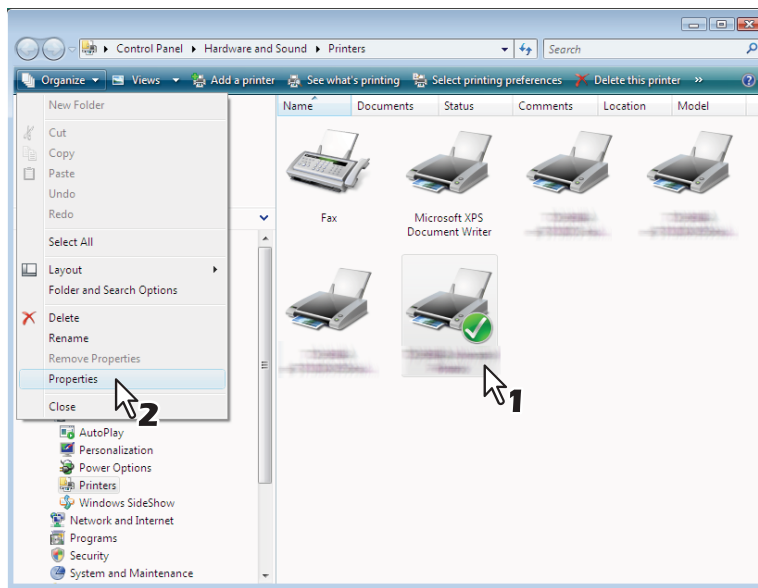 Control Panel ▸ Hardware and Sound ▸ Printers
Search
Organize Views Add a printer See what's printing Select printing preferences Delete this printer »
New Folder
Cut
Copy
Paste
Undo
Redo
Select All
Layout
Folder and Search Options
Delete
Rename
Remove Properties
Properties
Close
2
AutoPlay
Personalization
Power Options
Printers
Windows SideShow
Network and Internet
Programs
Security
System and Maintenance
Name Documents Status Comments Location Model
Fax
Microsoft XPS
Document Writer
1